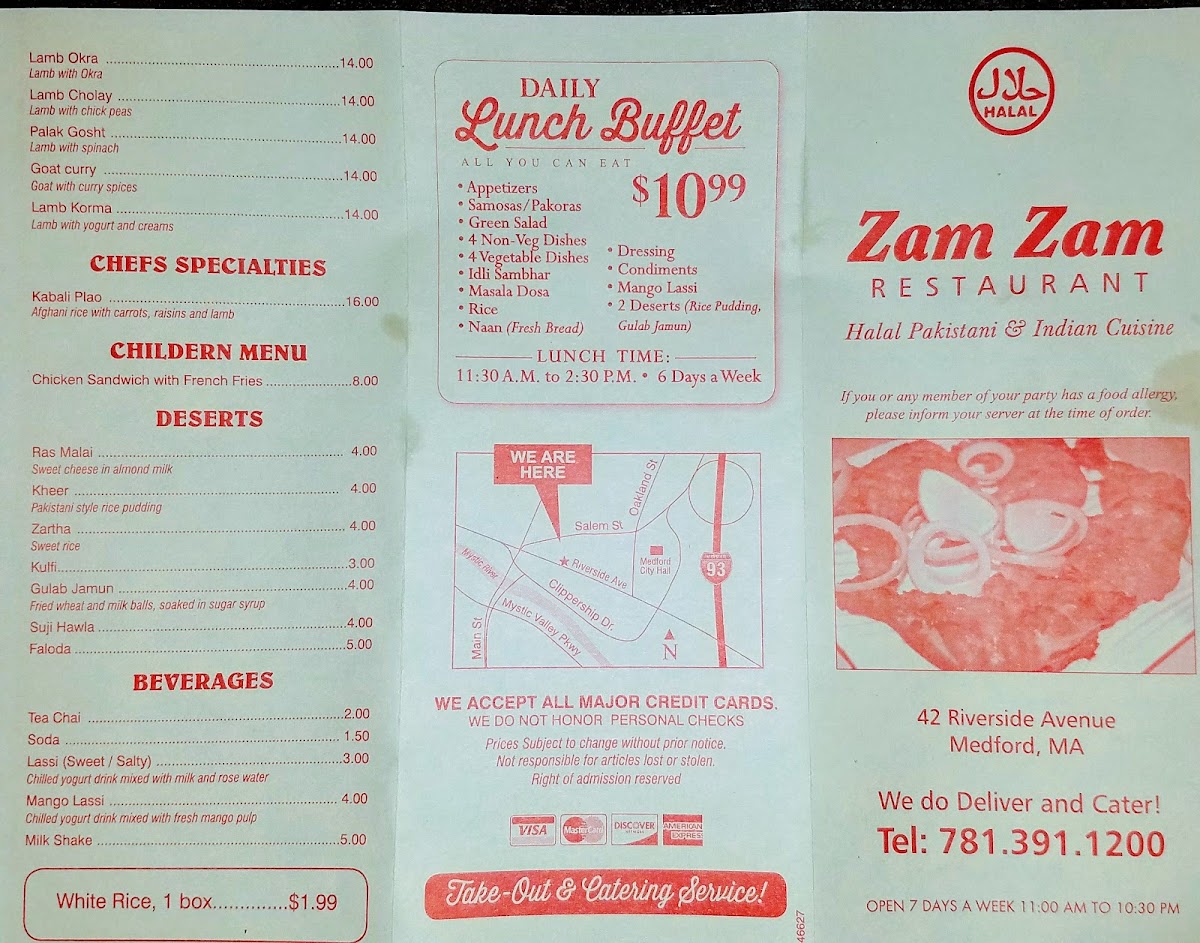 Lamb Okra ........ 14.00
Lamb with Okra
Lamb Cholay ........ 14.00
Lamb with chick peas
Palak Gosht ........ 14.00
Lamb with spinach
Goat curry ........ 14.00
Goat with curry spices
Lamb Korma ........ 14.00
Lamb with yogurt and creams
CHEFS SPECIALTIES
Kabali Plao ........ 16.00
Afghani rice with carrots, raisins and lamb
CHILDERN MENU
Chicken Sandwich with French Fries ........ 8.00
DESERTS
Ras Malai ........ 4.00
Sweet cheese in almond milk
Kheer ........ 4.00
Pakistani style rice pudding
Zartha ........ 4.00
Sweet rice
Kulfi ........ 3.00
Gulab Jamun ........ 4.00
Fried wheat and milk balls, soaked in sugar syrup
Suji Hawla ........ 4.00
Faloda ........ 5.00
BEVERAGES
Tea Chai ........ 2.00
Soda ........ 1.50
Lassi (Sweet / Salty) ........ 3.00
Chilled yogurt drink mixed with milk and rose water
Mango Lassi ........ 4.00
Chilled yogurt drink mixed with fresh mango pulp
Milk Shake ........ 5.00
White Rice, 1 box.............$1.99
DAILY
Lunch Buffet
ALL YOU CAN EAT
$10.99
• Appetizers
• Samosas/Pakoras
• Green Salad
• 4 Non-Veg Dishes
• 4 Vegetable Dishes
• Idli Sambhar
• Masala Dosa
• Rice
• Naan (Fresh Bread)
• Dressing
• Condiments
• Mango Lassi
• 2 Deserts (Rice Pudding,
Gulab Jamun)
LUNCH TIME:
11:30 A.M. to 2:30 P.M. • 6 Days a Week
WE ARE
HERE
Oakland St
Salem St
Mystic River
Riverside Ave
Medford
City Hall
93
Clippership Dr.
Mystic Valley Pkwy
Main St
N
WE ACCEPT ALL MAJOR CREDIT CARDS.
WE DO NOT HONOR PERSONAL CHECKS
Prices Subject to change without prior notice.
Not responsible for articles lost or stolen.
Right of admission reserved
VISA
MasterCard
DISCOVER
AMERICAN
EXPRESS
Take-Out & Catering Service!
46627
حلال
HALAL
Zam Zam
RESTAURANT
Halal Pakistani & Indian Cuisine
If you or any member of your party has a food allergy,
please inform your server at the time of order.
42 Riverside Avenue
Medford, MA
We do Deliver and Cater!
Tel: 781.391.1200
OPEN 7 DAYS A WEEK 11:00 AM TO 10:30 PM